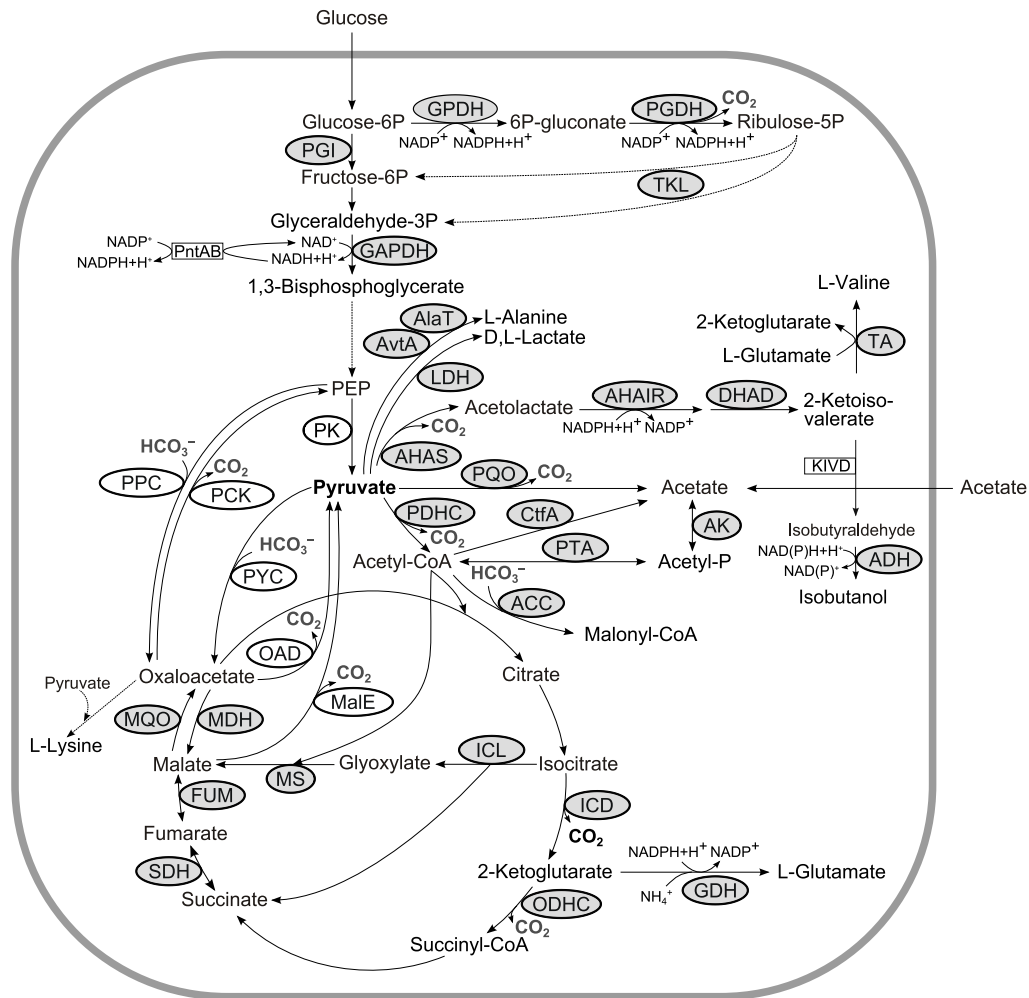 Glucose
Glucose-6P
GPDH
NADP+ NADPH+H+
6P-gluconate
PGDH
CO2
NADP+ NADPH+H+
Ribulose-5P
PGI
Fructose-6P
TKL
Glyceraldehyde-3P
NADP+
NADPH+H+
PntAB
NAD+
NADH+H+
GAPDH
1,3-Bisphosphoglycerate
L-Valine
AlaT
L-Alanine
AvtA
D,L-Lactate
LDH
2-Ketoglutarate
L-Glutamate
TA
PEP
PK
Acetolactate
CO2
AHAS
AHAIR
NADPH+H+ NADP+
DHAD
2-Ketoiso-
valerate
HCO3−
PPC
CO2
PCK
KIVD
Pyruvate
PQO
CO2
Acetate
Acetate
PDHC
CO2
CtfA
AK
PTA
Acetyl-CoA
Acetyl-P
Isobutyraldehyde
NAD(P)H+H+
NAD(P)+
ADH
Isobutanol
HCO3−
PYC
HCO3−
ACC
Malonyl-CoA
CO2
OAD
Oxaloacetate
CO2
MalE
Citrate
Pyruvate
L-Lysine
MQO
MDH
Malate
MS
Glyoxylate
ICL
Isocitrate
FUM
ICD
CO2
Fumarate
SDH
Succinate
2-Ketoglutarate
NADPH+H+ NADP+
NH4+
GDH
L-Glutamate
ODHC
CO2
Succinyl-CoA